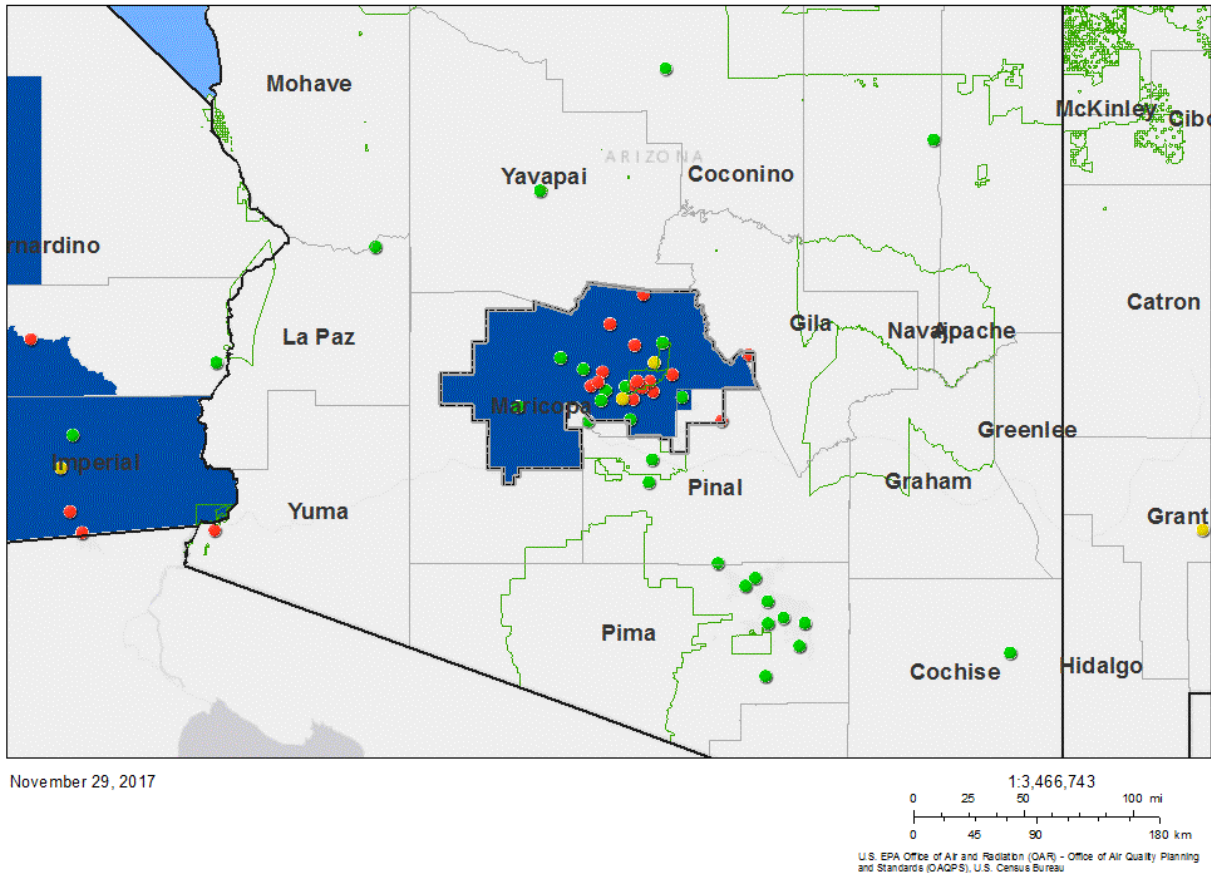 Mohave
McKinley
Cibo
ARIZONA
Yavapai
Coconino
rnardino
Catron
La Paz
Gila
Navajo
Apache
Maricopa
Greenlee
Imperial
Graham
Pinal
Yuma
Grant
Pima
Cochise
Hidalgo
November 29, 2017
1:3,466,743
0 25 50 100 mi
0 45 90 180 km
U.S. EPA Office of Air and Radiation (OAR) - Office of Air Quality Planning
and Standards (OAQPS), U.S. Census Bureau